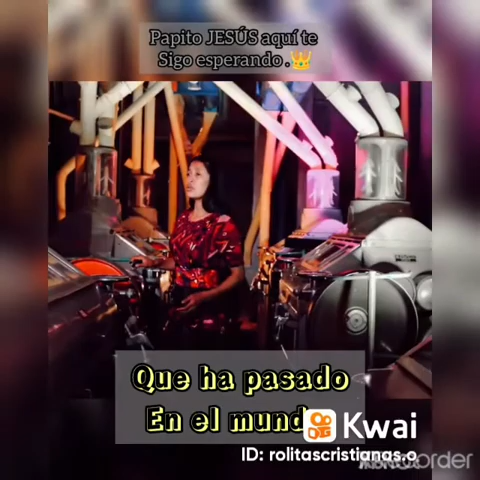 Papito JESÚS aquí te
Sigo esperando .👑
Que ha pasado
En el mund
Kwai
ID: rolitascristianas.o